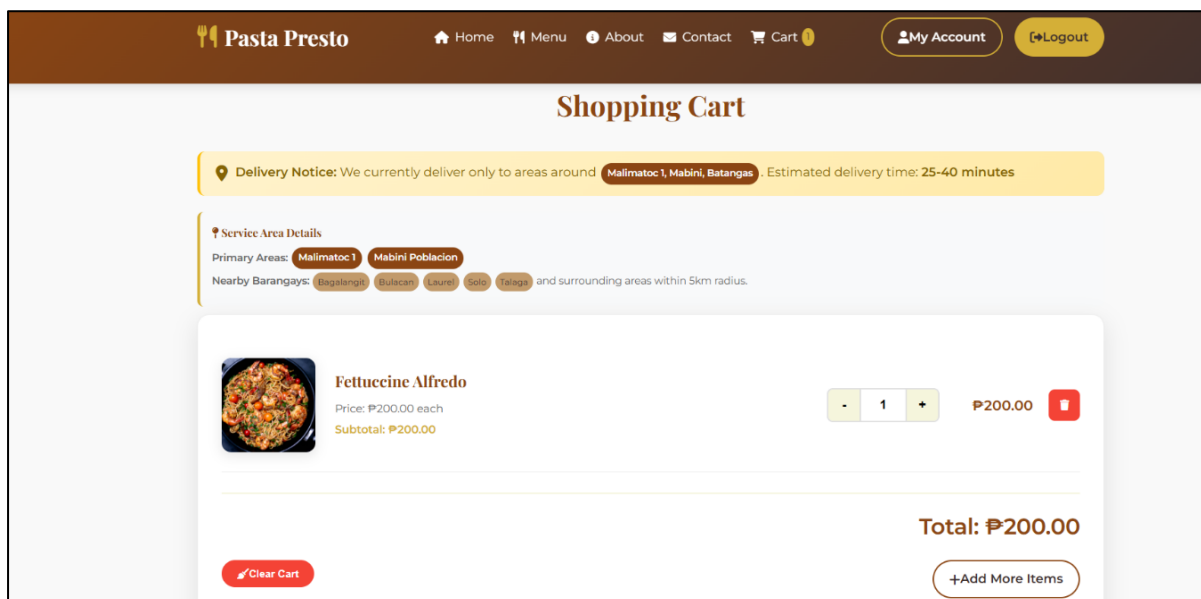 Pasta Presto Home Menu About Contact Cart 1 My Account Logout
Shopping Cart
Delivery Notice: We currently deliver only to areas around Malimatoc 1, Mabini, Batangas . Estimated delivery time: 25-40 minutes
Service Area Details
Primary Areas: Malimatoc 1 Mabini Poblacion
Nearby Barangays: Bagalangit Bulacan Laurel Solo Talaga and surrounding areas within 5km radius.
Fettuccine Alfredo
Price: ₱200.00 each
Subtotal: ₱200.00
- 1 + ₱200.00
Total: ₱200.00
Clear Cart
+Add More Items